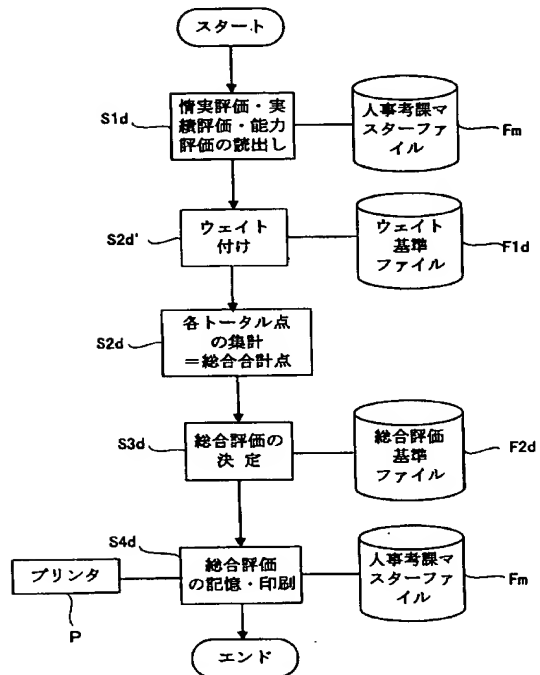 スタート
情実評価・実
績評価・能力
評価の読出し
S1d
人事考課マ
スターファ
イル
Fm
ウェイト
付け
S2d'
ウェイト
基準
ファイル
F1d
各トータル点
の集計
＝総合合計点
S2d
総合評価の
決 定
S3d
総合評価
基準
ファイル
F2d
S4d
総合評価
の記憶・印刷
プリンタ
P
人事考課マ
スターファ
イル
Fm
エンド